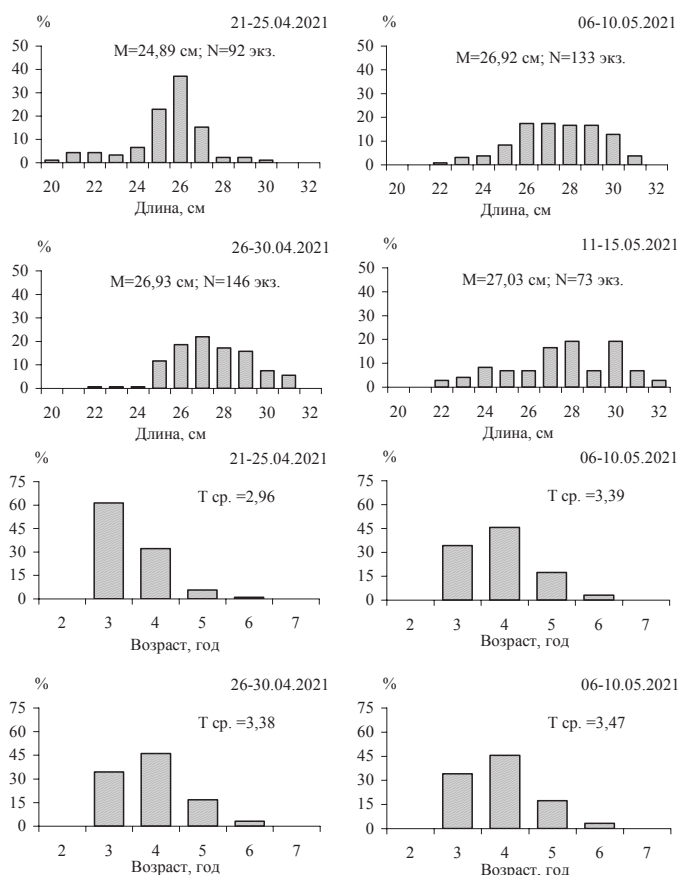 % 21-25.04.2021
M=24,89 см; N=92 экз.
50
40
30
20
10
0
20 22 24 26 28 30 32
Длина, см
% 06-10.05.2021
M=26,92 см; N=133 экз.
50
40
30
20
10
0
20 22 24 26 28 30 32
Длина, см
% 26-30.04.2021
M=26,93 см; N=146 экз.
50
40
30
20
10
0
20 22 24 26 28 30 32
Длина, см
% 11-15.05.2021
M=27,03 см; N=73 экз.
50
40
30
20
10
0
20 22 24 26 28 30 32
Длина, см
% 21-25.04.2021
T ср. =2,96
75
60
45
30
15
0
2 3 4 5 6 7
Возраст, год
% 06-10.05.2021
T ср. =3,39
75
60
45
30
15
0
2 3 4 5 6 7
Возраст, год
% 26-30.04.2021
T ср. =3,38
75
60
45
30
15
0
2 3 4 5 6 7
Возраст, год
% 06-10.05.2021
T ср. =3,47
75
60
45
30
15
0
2 3 4 5 6 7
Возраст, год